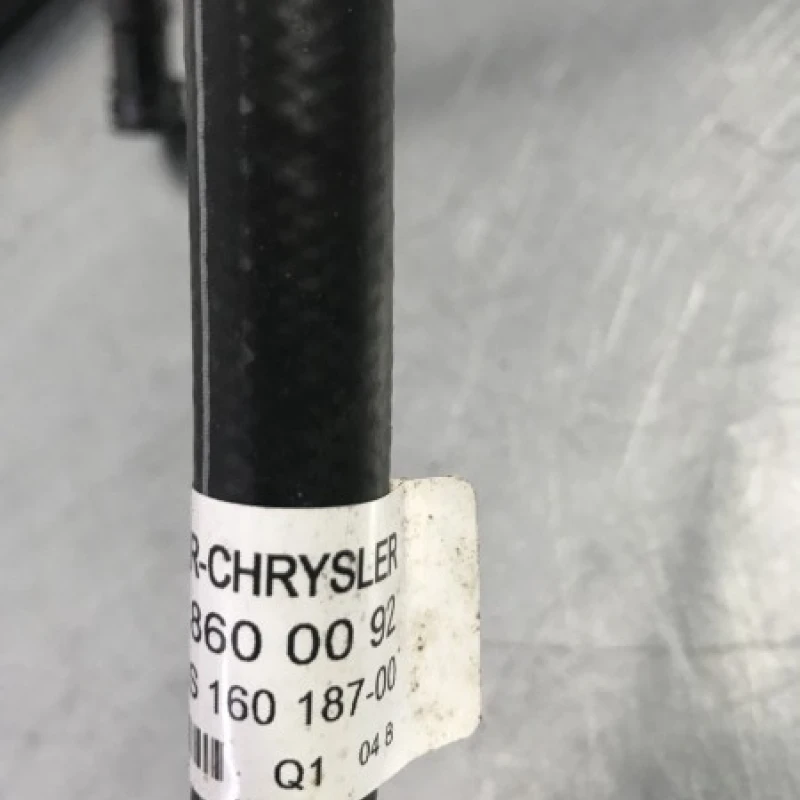 R-CHRYSLER
860 00 92
S 160 187-00
Q1 04 8